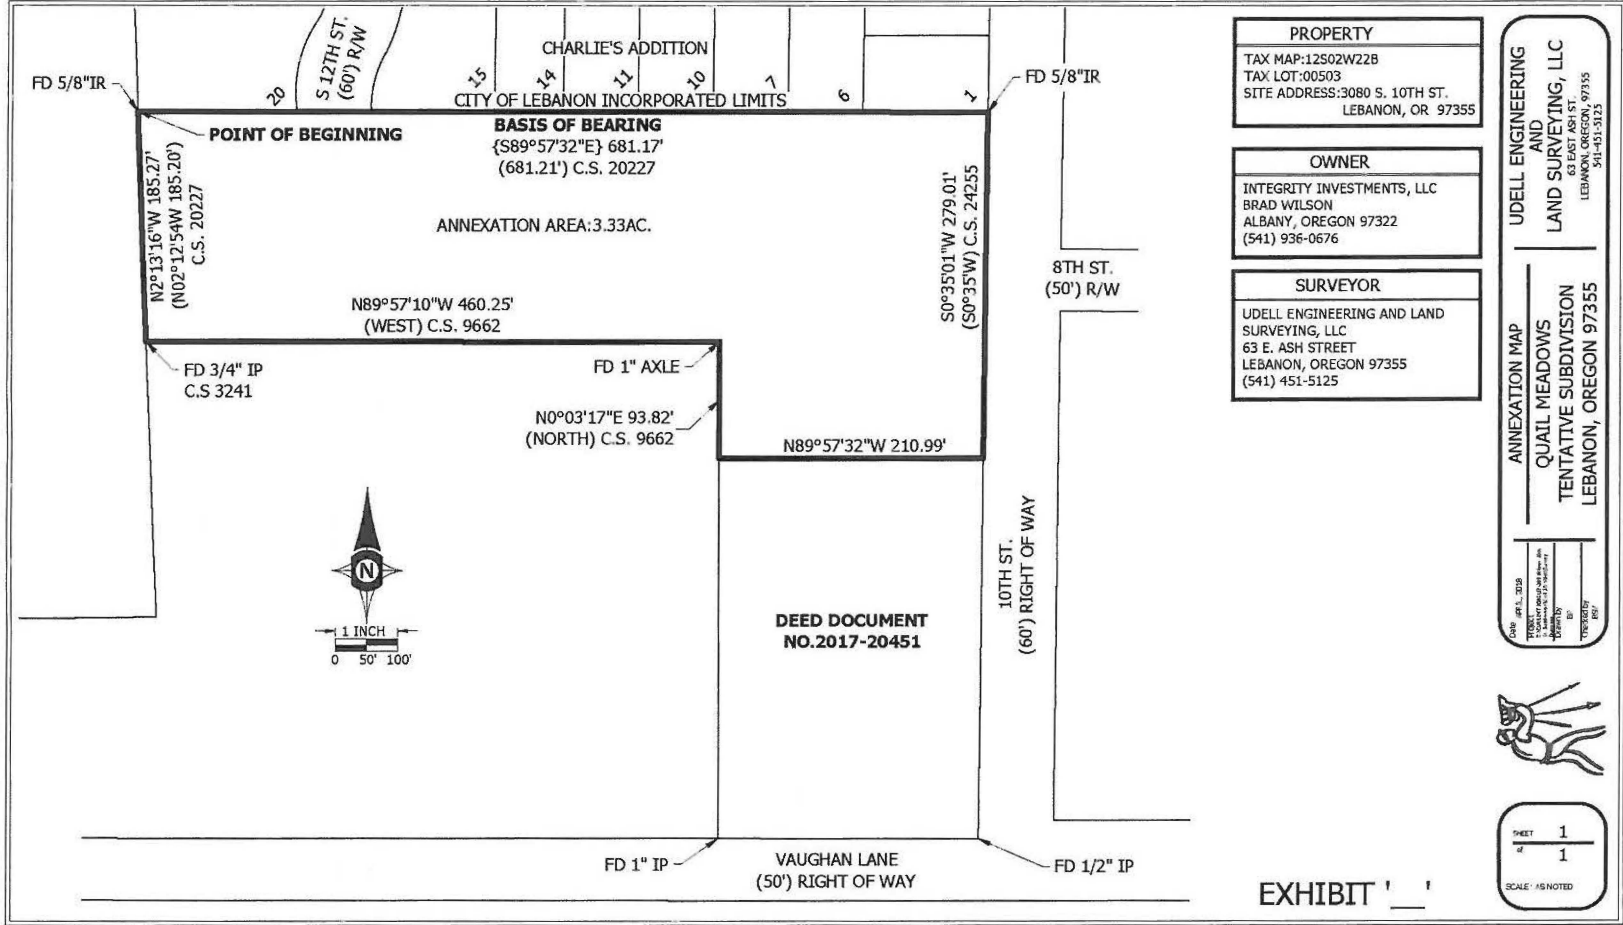 S 12TH ST.
(60') R/W
CHARLIE'S ADDITION
20
15
14
11
10
7
6
1
CITY OF LEBANON INCORPORATED LIMITS
FD 5/8"IR
FD 5/8"IR
POINT OF BEGINNING
BASIS OF BEARING
{S89°57'32"E} 681.17'
(681.21') C.S. 20227
N2°13'16"W 185.27'
(N02°12'54W 185.20')
C.S. 20227
ANNEXATION AREA:3.33AC.
S0°35'01"W 279.01'
(S0°35'W) C.S. 24255
8TH ST.
(50') R/W
N89°57'10"W 460.25'
(WEST) C.S. 9662
FD 3/4" IP
C.S 3241
FD 1" AXLE
N0°03'17"E 93.82'
(NORTH) C.S. 9662
N89°57'32"W 210.99'
N
1 INCH
0 50' 100'
10TH ST.
(60') RIGHT OF WAY
DEED DOCUMENT
NO.2017-20451
FD 1" IP
VAUGHAN LANE
(50') RIGHT OF WAY
FD 1/2" IP
PROPERTY
TAX MAP:12S02W22B
TAX LOT:00503
SITE ADDRESS:3080 S. 10TH ST.
LEBANON, OR 97355
OWNER
INTEGRITY INVESTMENTS, LLC
BRAD WILSON
ALBANY, OREGON 97322
(541) 936-0676
SURVEYOR
UDELL ENGINEERING AND LAND
SURVEYING, LLC
63 E. ASH STREET
LEBANON, OREGON 97355
(541) 451-5125
UDELL ENGINEERING
AND
LAND SURVEYING, LLC
63 EAST ASH ST.
LEBANON, OREGON, 97355
541-451-5125
ANNEXATION MAP
QUAIL MEADOWS
TENTATIVE SUBDIVISION
LEBANON, OREGON 97355
Date
2018
Drawn by
Checked by
SHEET 1
of 1
SCALE: AS NOTED
EXHIBIT '__'